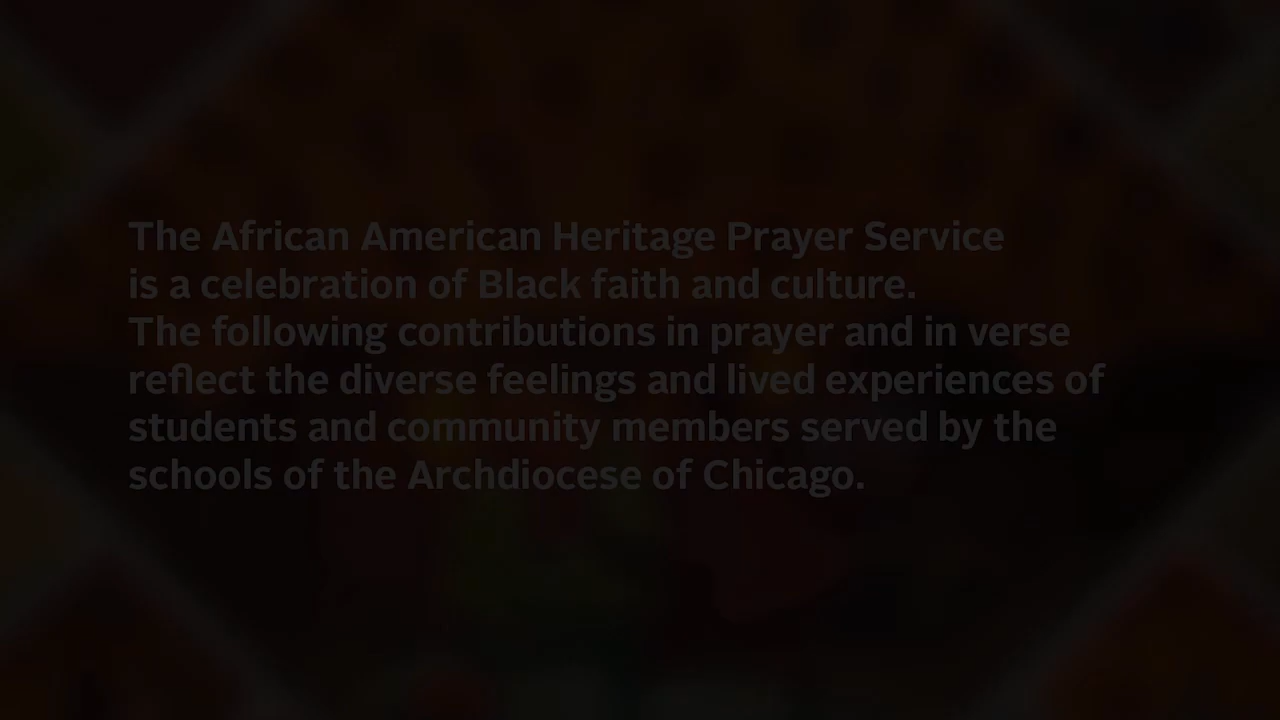 The African American Heritage Prayer Service
is a celebration of Black faith and culture.
The following contributions in prayer and in verse
reflect the diverse feelings and lived experiences of
students and community members served by the
schools of the Archdiocese of Chicago.